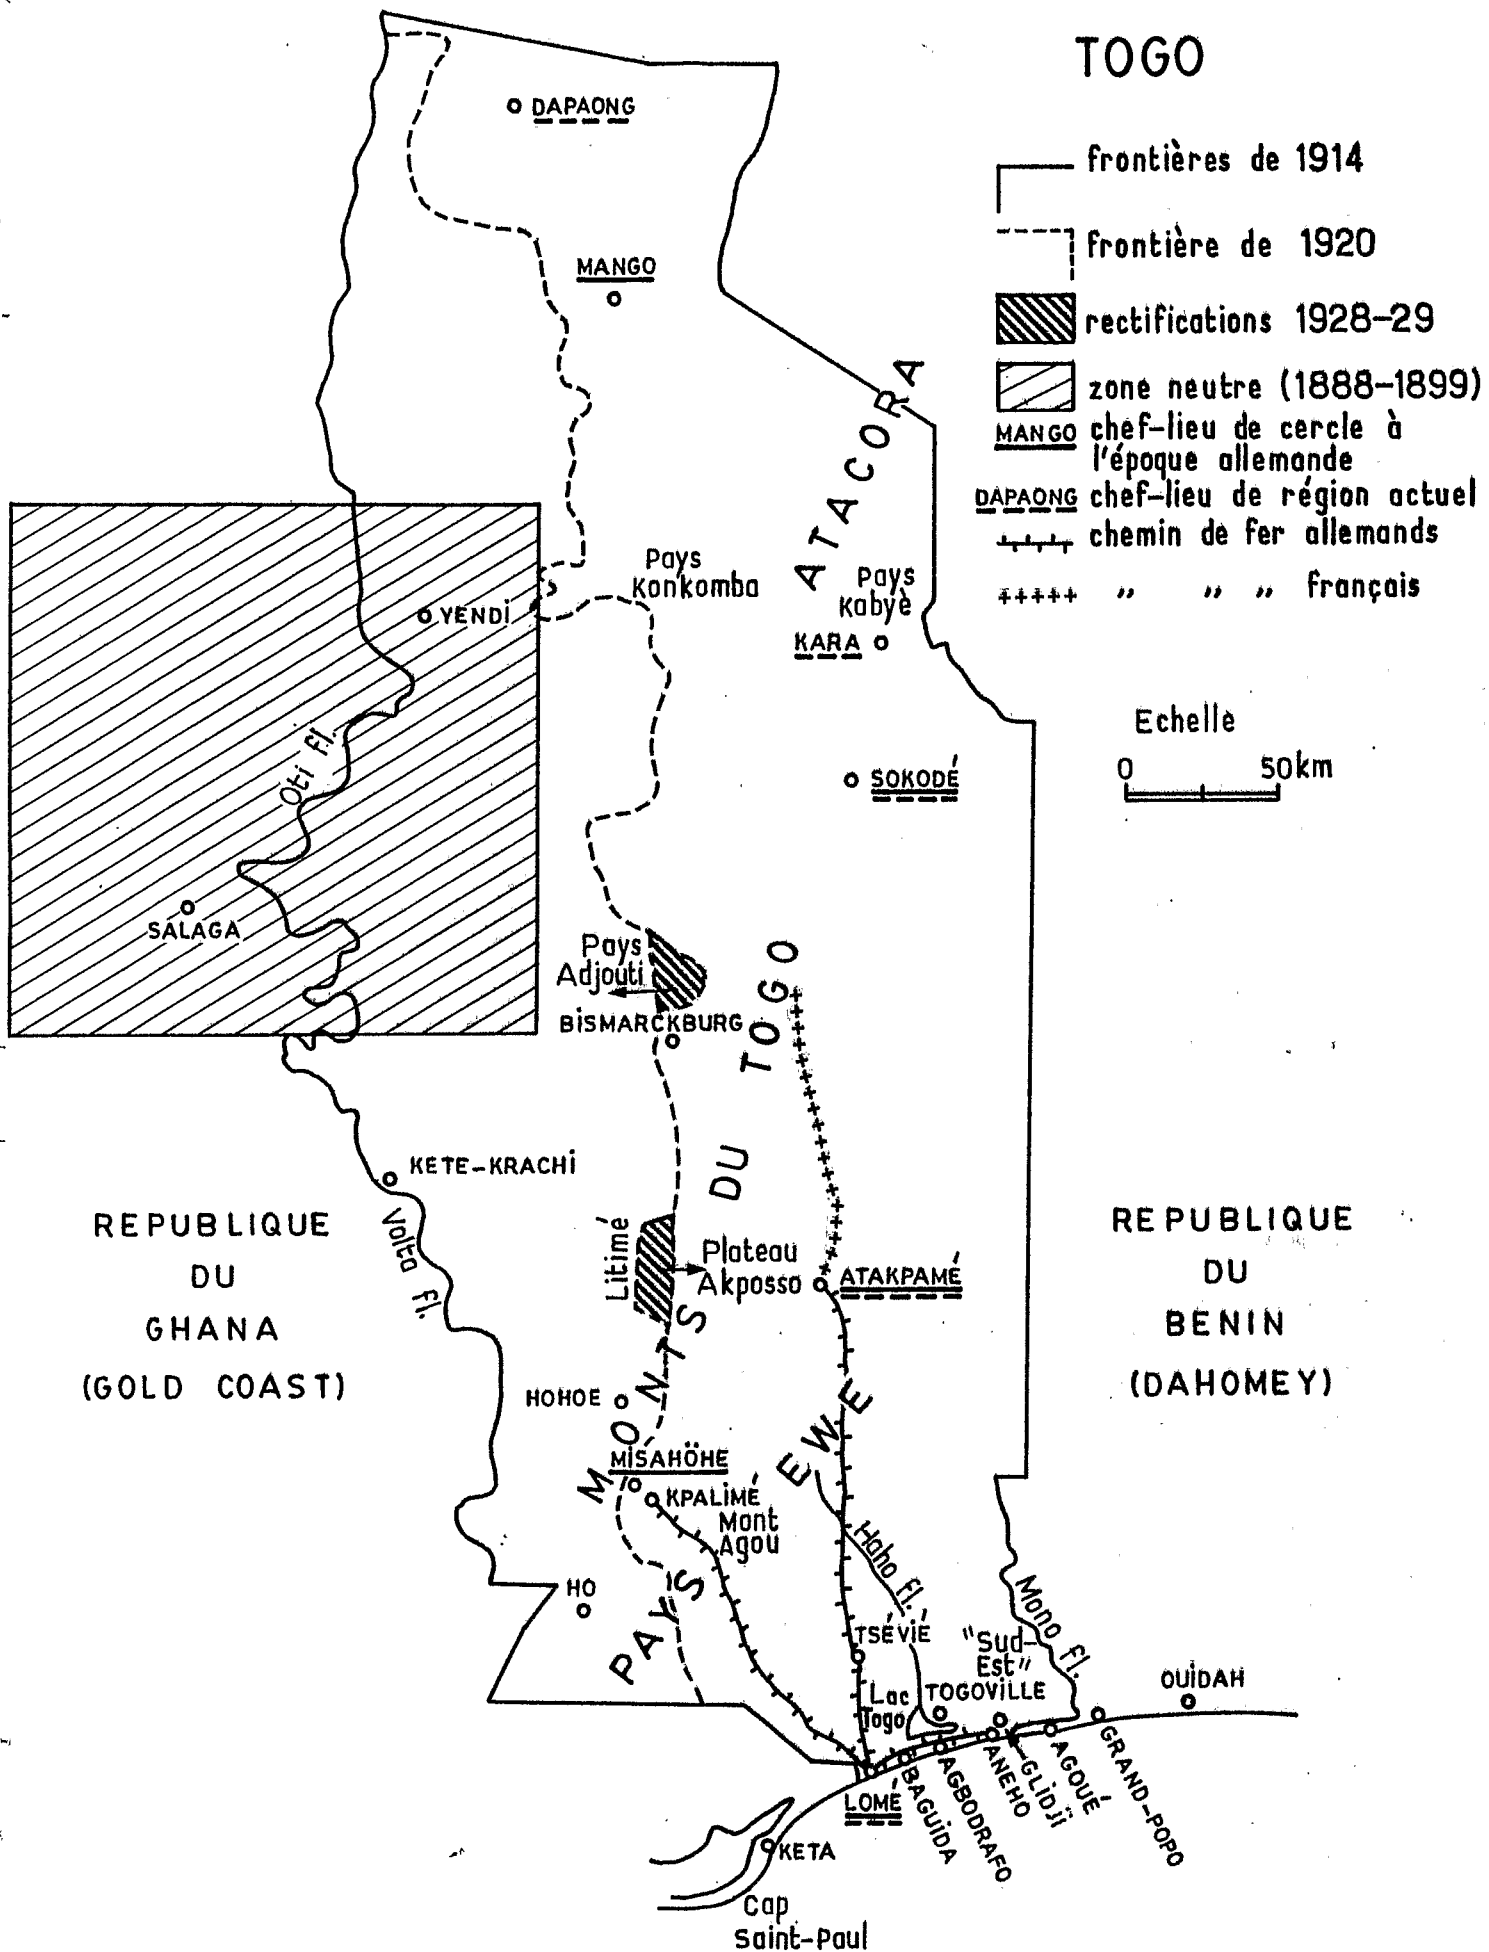 TOGO
frontières de 1914
frontière de 1920
rectifications 1928-29
zone neutre (1888-1899)
MANGO chef-lieu de cercle à
l'époque allemande
DAPAONG chef-lieu de région actuel
chemin de fer allemands
" " " français
Echelle
0 50km
DAPAONG
MANGO
ATACORA
Pays
Konkomba
Pays
Kabyè
KARA
YENDI
Oti fl.
SOKODÉ
SALAGA
Pays
Adjouti
BISMARCKBURG
MONTS DU TOGO
KETE-KRACHI
Volta fl.
REPUBLIQUE
DU
GHANA
(GOLD COAST)
Litimé
Plateau
Akposso
ATAKPAMÉ
REPUBLIQUE
DU
BENIN
(DAHOMEY)
HOHOE
MISAHÖHE
KPALIMÉ
Mont
Agou
PAYS EWE
Haho fl.
HO
Mono fl.
TSÉVIÉ
"Sud-
Est"
Lac
Togo
TOGOVILLE
OUIDAH
LOMÉ
BAGUIDA
AGBODRAFO
ANEHO
GLIDJI
AGOUÉ
GRAND-POPO
KETA
Cap
Saint-Paul